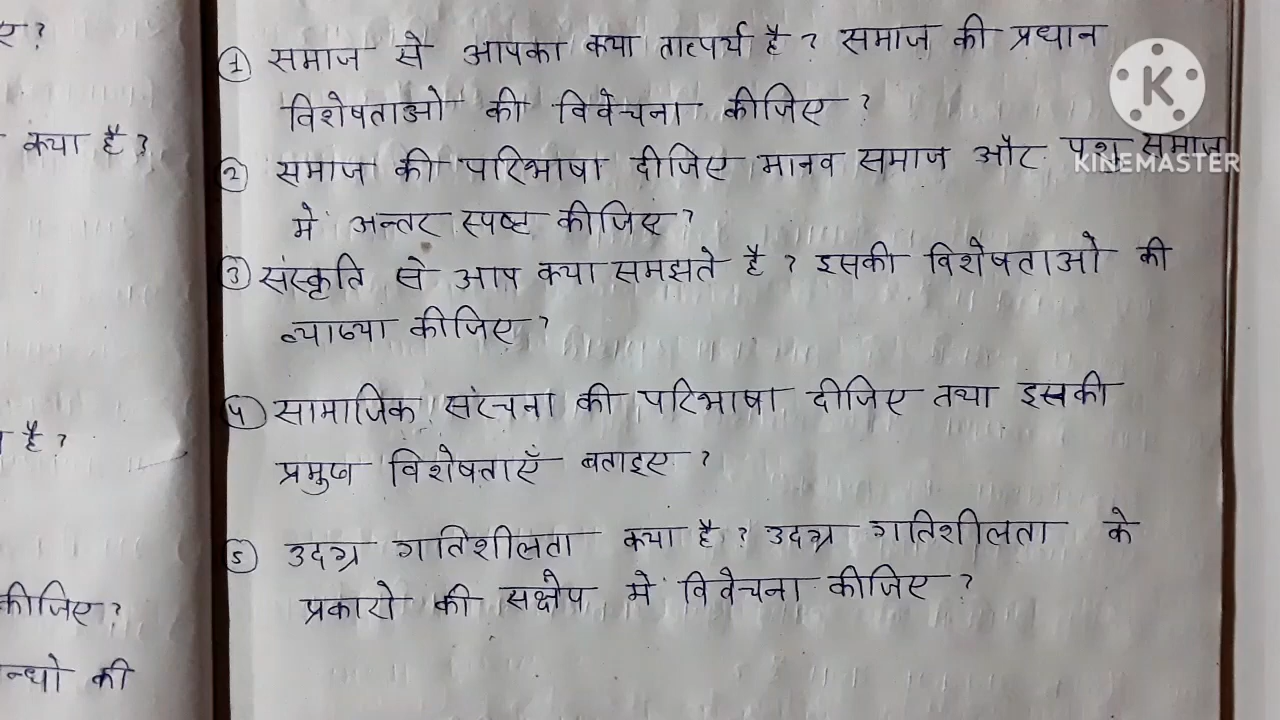 ए?
क्या है?
है?
कीजिए?
न्धो की
① समाज से आपका क्या तात्पर्य है? समाज की प्रधान
विशेषताओ की विवेचना कीजिए?
② समाज की परिभाषा दीजिए मानव समाज और पशु समाज
मे अन्तर स्पष्ट कीजिए?
③ संस्कृति से आप क्या समझते है? इसकी विशेषताओ की
व्याख्या कीजिए?
④ सामाजिक संरचना की परिभाषा दीजिए तथा इसकी
प्रमुख विशेषताएँ बताइए?
⑤ उदग्र गतिशीलता क्या है? उदग्र गतिशीलता के
प्रकारो की सक्षेप मे विवेचना कीजिए?
K
KINEMASTER